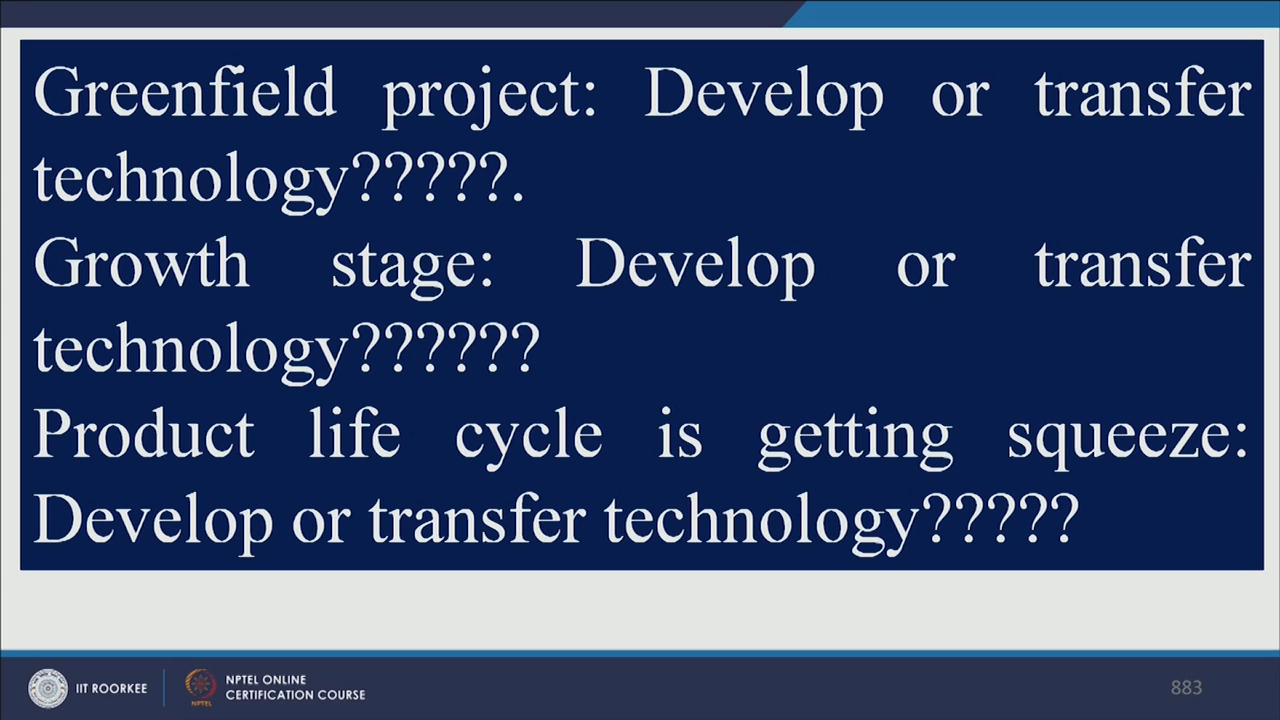 Greenfield project: Develop or transfer
technology?????.
Growth stage: Develop or transfer
technology??????
Product life cycle is getting squeeze:
Develop or transfer technology?????
IIT ROORKEE
NPTEL
NPTEL ONLINE
CERTIFICATION COURSE
883